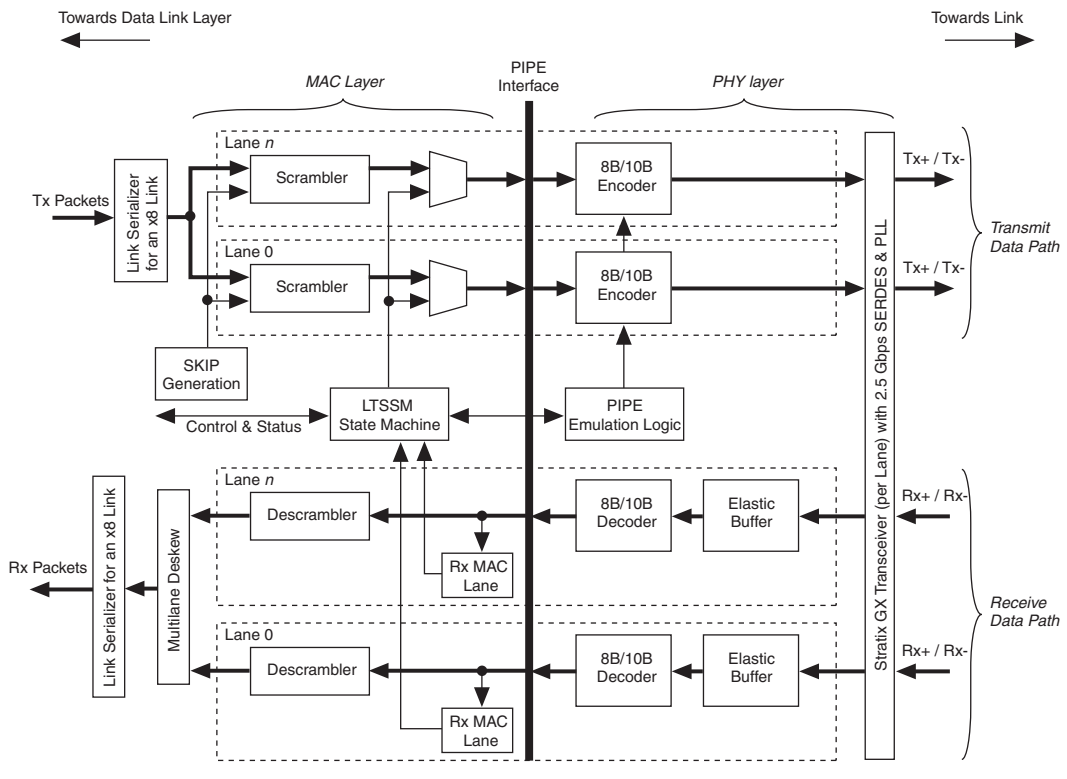 Towards Data Link Layer
Towards Link
MAC Layer
PIPE
Interface
PHY layer
Lane n
Scrambler
8B/10B
Encoder
Tx+ / Tx-
Tx Packets
Link Serializer
for an x8 Link
Lane 0
Scrambler
8B/10B
Encoder
Tx+ / Tx-
Transmit
Data Path
SKIP
Generation
Control & Status
LTSSM
State Machine
PIPE
Emulation Logic
Stratix GX Transceiver (per Lane) with 2.5 Gbps SERDES & PLL
Lane n
Descrambler
8B/10B
Decoder
Elastic
Buffer
Rx+ / Rx-
Rx MAC
Lane
Rx Packets
Link Serializer for an x8 Link
Multilane Deskew
Lane 0
Descrambler
8B/10B
Decoder
Elastic
Buffer
Rx+ / Rx-
Rx MAC
Lane
Receive
Data Path